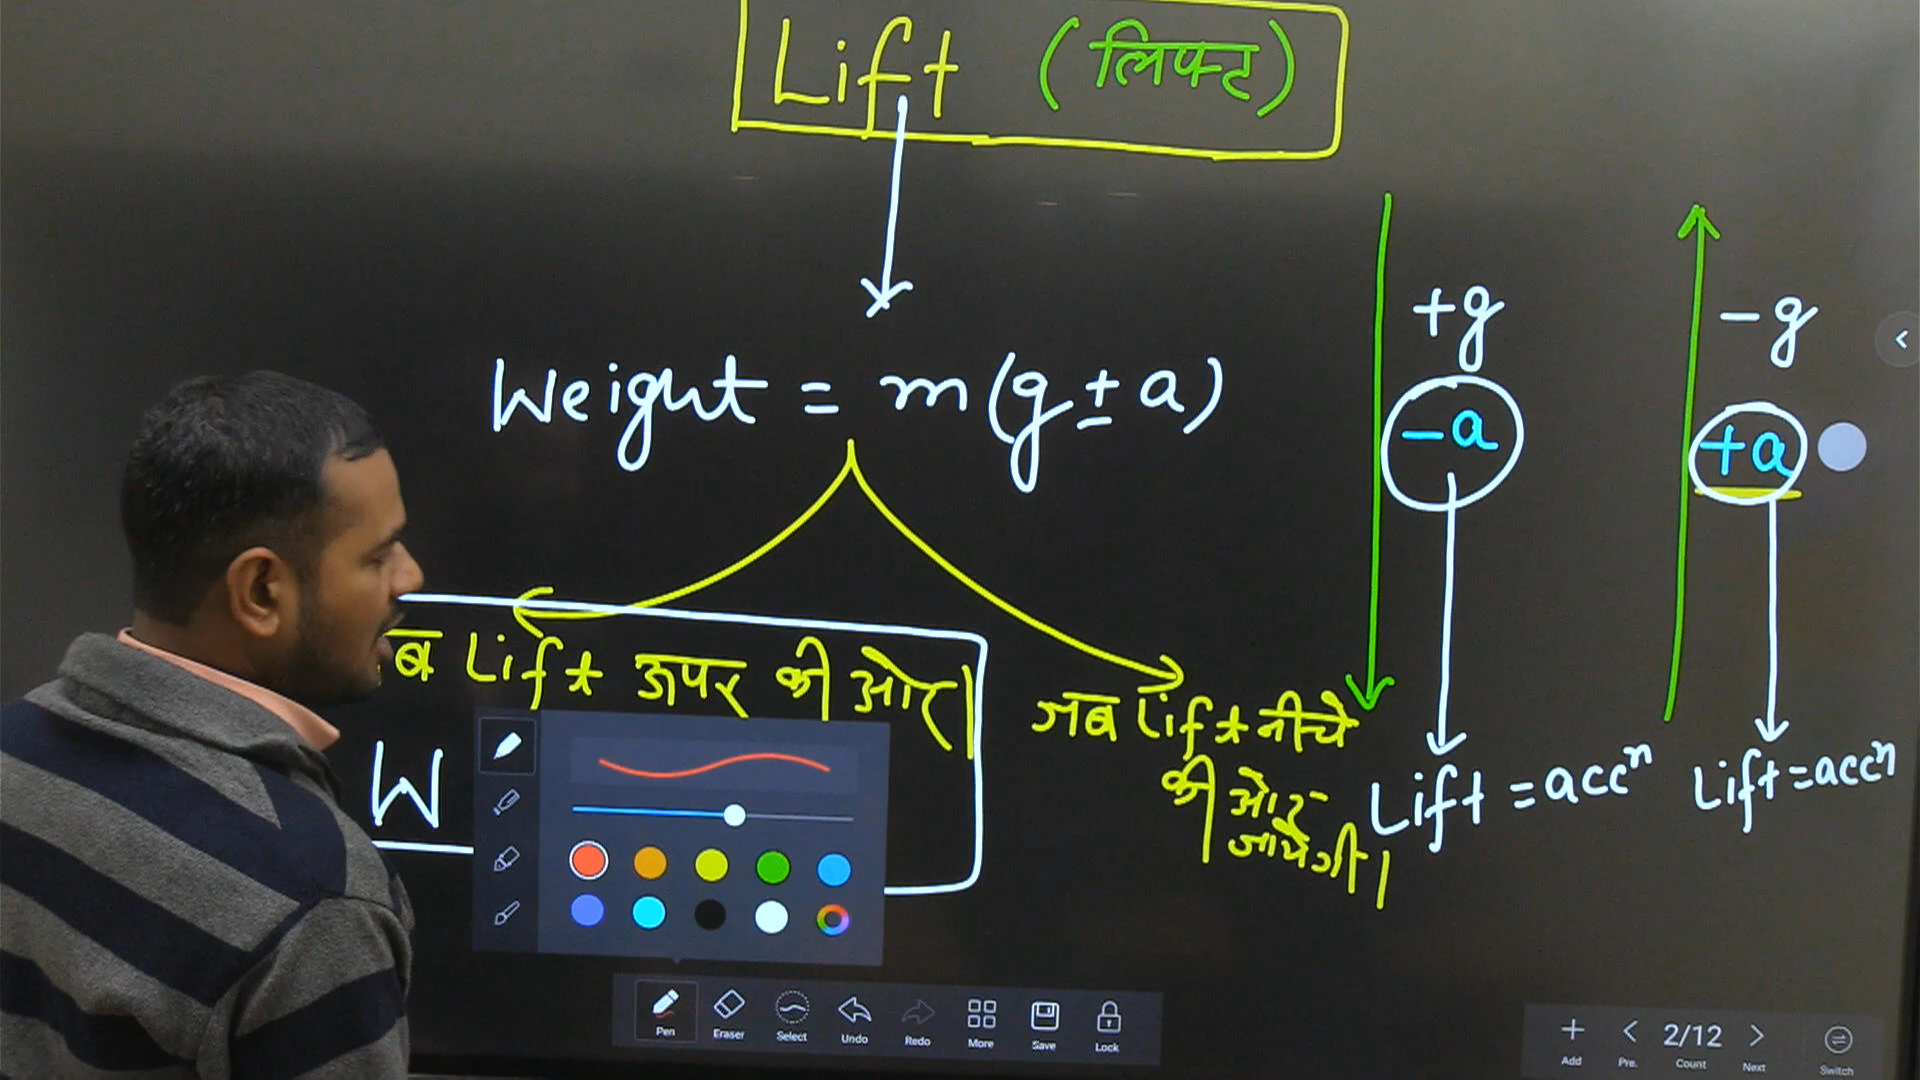 Lift (लिफ्ट)
Weight = m(g ± a)
+g
-a
-g
+a
ब Lift ऊपर की ओर।
W
जब Lift नीचे
की ओर
जायेगी।
Lift = accⁿ
Lift = accⁿ
Pen
Eraser
Select
Undo
Redo
More
Save
Lock
Add
Pre.
2/12
Count
Next
Switch